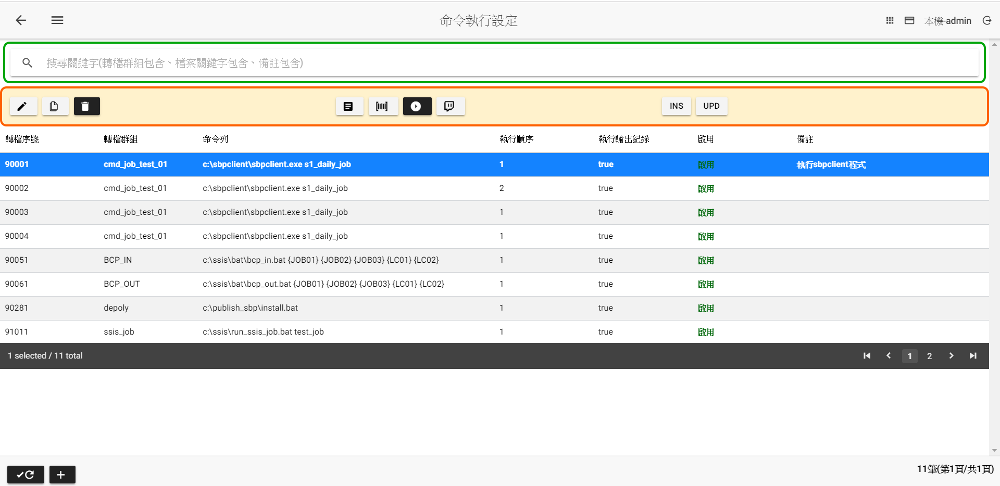 命令執行設定
本機-admin
搜尋關鍵字(轉檔群組包含、檔案關鍵字包含、備註包含)
INS UPD
轉檔序號 轉檔群組 命令列 執行順序 執行輸出紀錄 啟用 備註
90001 cmd_job_test_01 c:\sbpclient\sbpclient.exe s1_daily_job 1 true 啟用 執行sbpclient程式
90002 cmd_job_test_01 c:\sbpclient\sbpclient.exe s1_daily_job 2 true 啟用
90003 cmd_job_test_01 c:\sbpclient\sbpclient.exe s1_daily_job 1 true 啟用
90004 cmd_job_test_01 c:\sbpclient\sbpclient.exe s1_daily_job 1 true 啟用
90051 BCP_IN c:\ssis\bat\bcp_in.bat {JOB01} {JOB02} {JOB03} {LC01} {LC02} 1 true 啟用
90061 BCP_OUT c:\ssis\bat\bcp_out.bat {JOB01} {JOB02} {JOB03} {LC01} {LC02} 1 true 啟用
90281 depoly c:\publish_sbp\install.bat 1 true 啟用
91011 ssis_job c:\ssis\run_ssis_job.bat test_job 1 true 啟用
1 selected / 11 total 1 2
11筆(第1頁/共1頁)